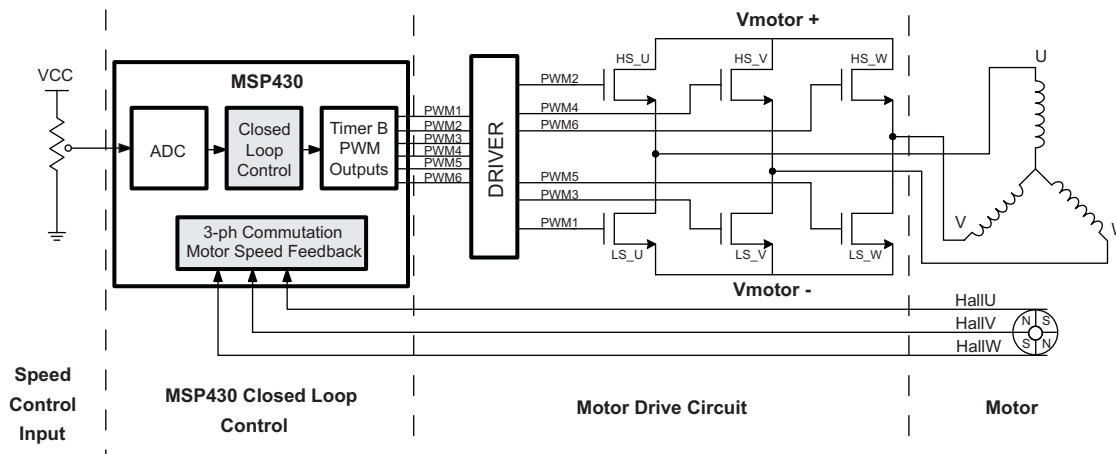 Vmotor +
VCC
MSP430
ADC
Closed
Loop
Control
Timer B
PWM
Outputs
3-ph Commutation
Motor Speed Feedback
PWM1
PWM2
PWM3
PWM4
PWM5
PWM6
DRIVER
PWM2
PWM4
PWM6
PWM5
PWM3
PWM1
HS_U
HS_V
HS_W
LS_U
LS_V
LS_W
Vmotor -
U
V
HallU
HallV
HallW
N
S
S
N
Speed
Control
Input
MSP430 Closed Loop
Control
Motor Drive Circuit
Motor